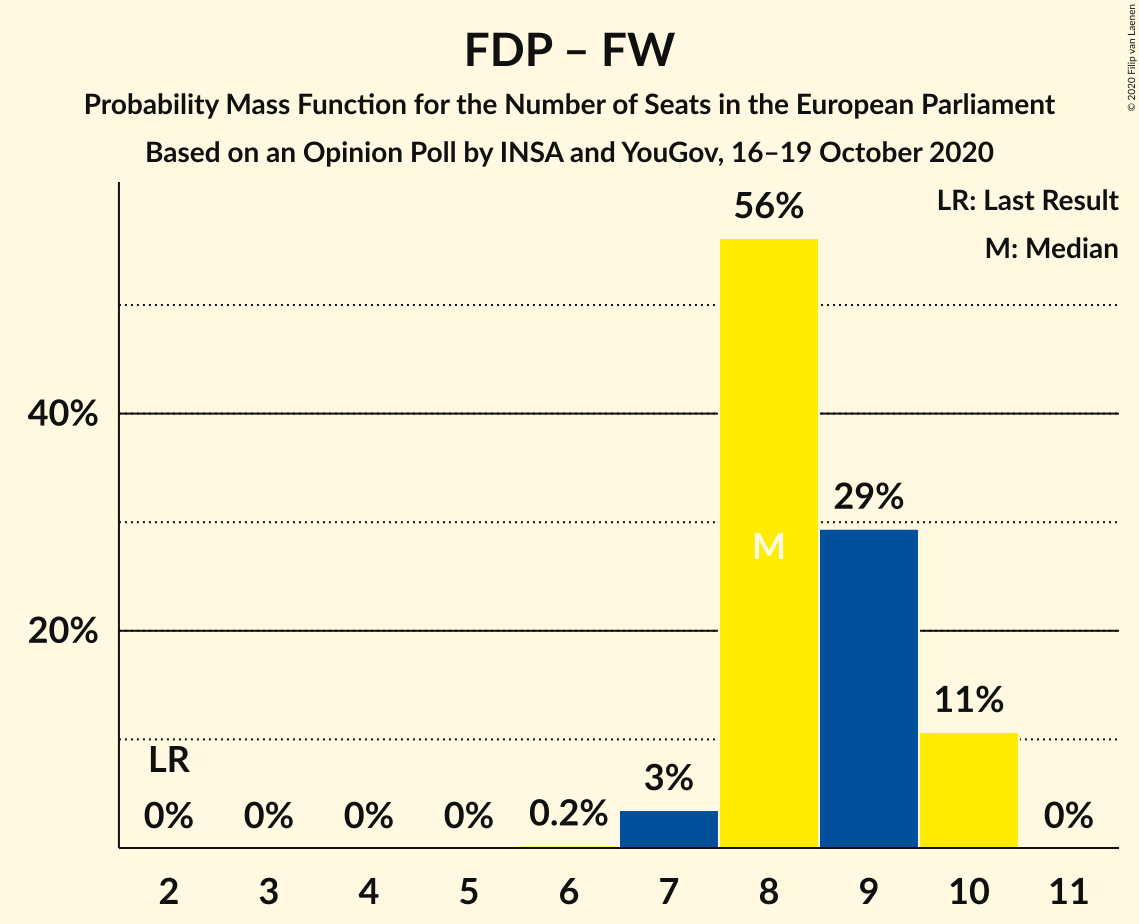 FDP – FW
Probability Mass Function for the Number of Seats in the European Parliament
Based on an Opinion Poll by INSA and YouGov, 16–19 October 2020
© 2020 Filip van Laenen
LR: Last Result
M: Median
56%
40%
29%
M
20%
11%
LR
3%
0% 0% 0% 0% 0.2% 0%
2 3 4 5 6 7 8 9 10 11